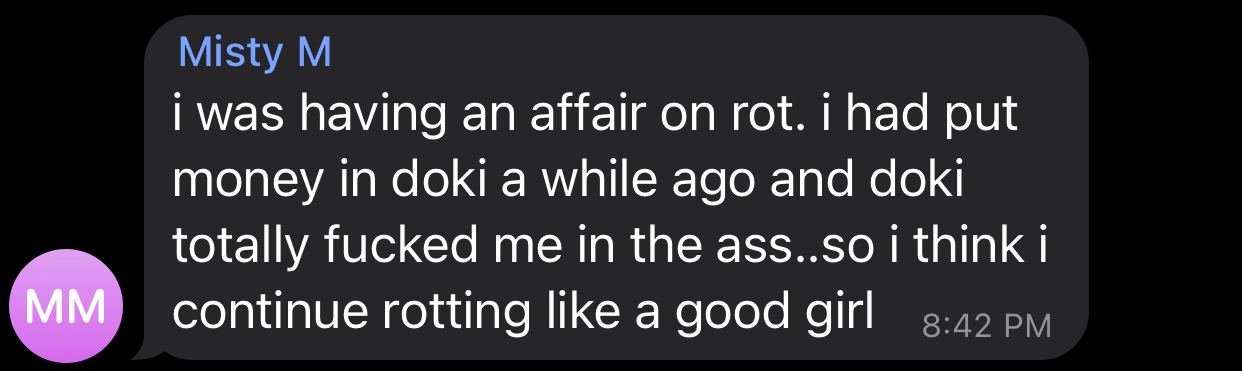 Misty M
i was having an affair on rot. i had put
money in doki a while ago and doki
totally fucked me in the ass..so i think i
continue rotting like a good girl
8:42 PM
MM